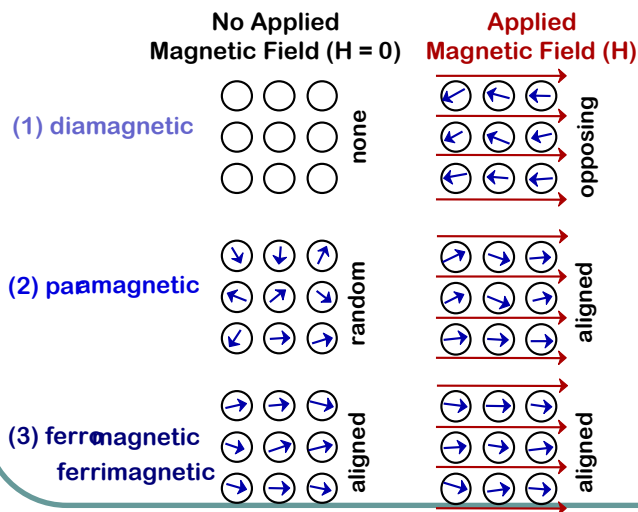 No Applied
Magnetic Field (H = 0)
Applied
Magnetic Field (H)
(1) diamagnetic
none
opposing
(2) paramagnetic
random
aligned
(3) ferromagnetic
ferrimagnetic
aligned
aligned